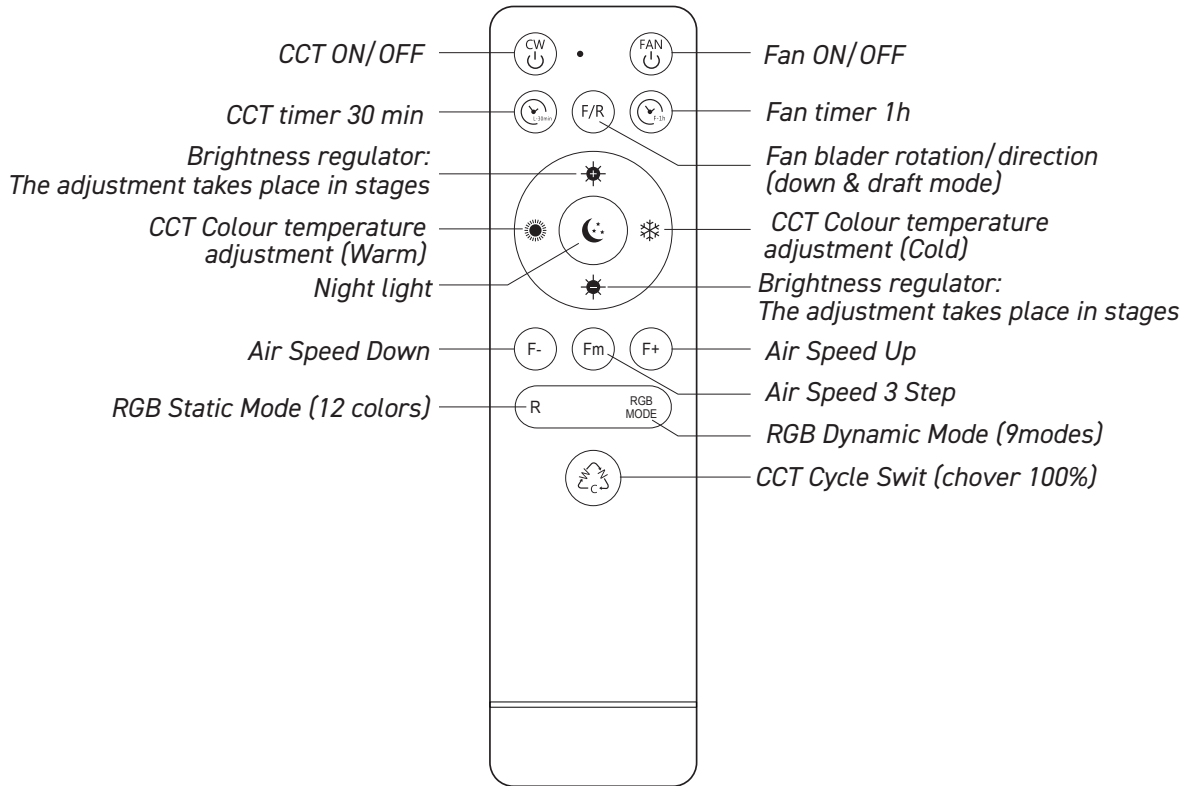 CCT ON/OFF
CW
FAN
Fan ON/OFF
CCT timer 30 min
L-30min
F/R
F-1h
Fan timer 1h
Brightness regulator:
The adjustment takes place in stages
Fan blader rotation/direction
(down & draft mode)
CCT Colour temperature
adjustment (Warm)
CCT Colour temperature
adjustment (Cold)
Night light
Brightness regulator:
The adjustment takes place in stages
Air Speed Down
F-
Fm
F+
Air Speed Up
Air Speed 3 Step
RGB Static Mode (12 colors)
R
RGB
MODE
RGB Dynamic Mode (9modes)
W
N
C
CCT Cycle Swit (chover 100%)